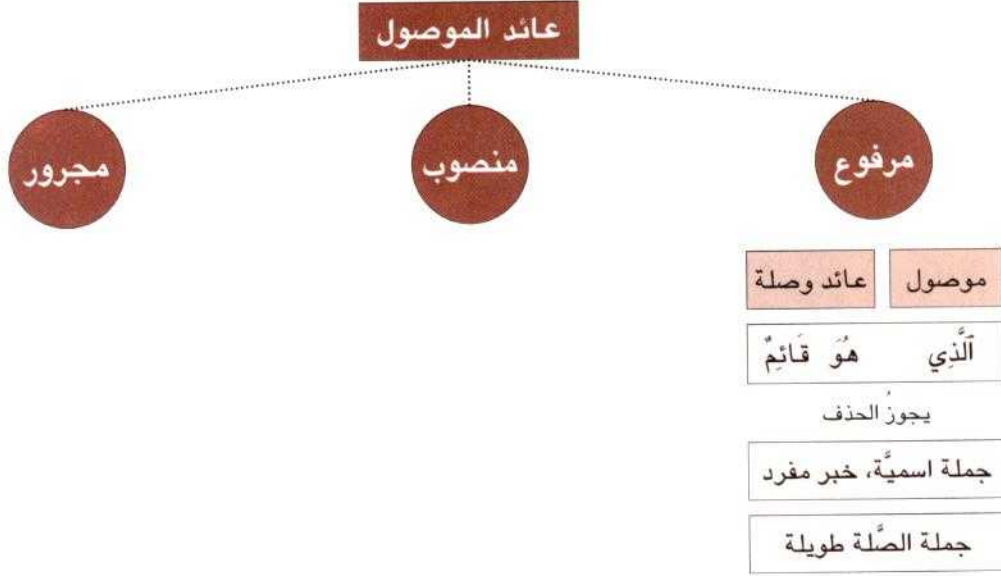 عائد الموصول
مرفوع
منصوب
مجرور
موصول
عائد وصلة
ٱلَّذِي هُوَ قَائِمٌ
يجوزُ الحذف
جملة اسميَّة، خبر مفرد
جملة الصَّلة طويلة